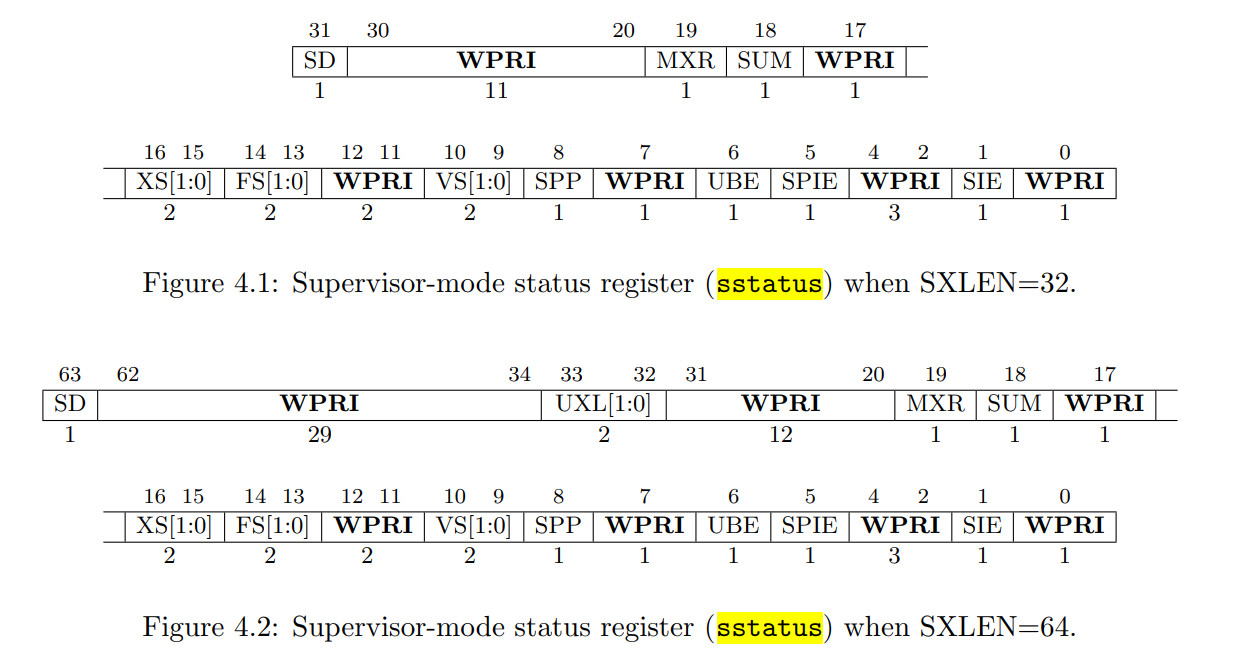 31 30 20 19 18 17
SD WPRI MXR SUM WPRI
1 11 1 1 1
16 15 14 13 12 11 10 9 8 7 6 5 4 2 1 0
XS[1:0] FS[1:0] WPRI VS[1:0] SPP WPRI UBE SPIE WPRI SIE WPRI
2 2 2 2 1 1 1 1 3 1 1
Figure 4.1: Supervisor-mode status register (sstatus) when SXLEN=32.
63 62 34 33 32 31 20 19 18 17
SD WPRI UXL[1:0] WPRI MXR SUM WPRI
1 29 2 12 1 1 1
16 15 14 13 12 11 10 9 8 7 6 5 4 2 1 0
XS[1:0] FS[1:0] WPRI VS[1:0] SPP WPRI UBE SPIE WPRI SIE WPRI
2 2 2 2 1 1 1 1 3 1 1
Figure 4.2: Supervisor-mode status register (sstatus) when SXLEN=64.